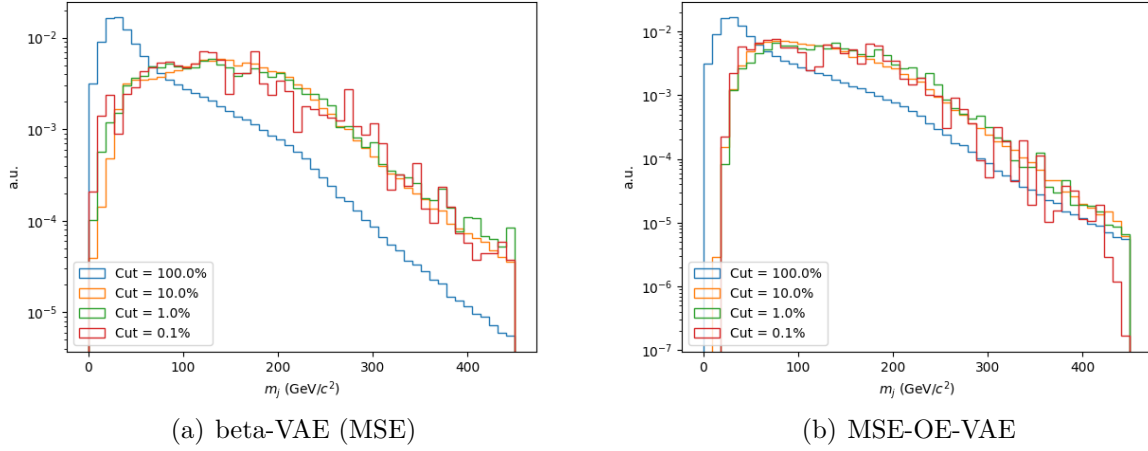 10⁻²
10⁻³
10⁻⁴
10⁻⁵
a.u.
Cut = 100.0%
Cut = 10.0%
Cut = 1.0%
Cut = 0.1%
0 100 200 300 400
m_j (GeV/c²)
(a) beta-VAE (MSE)
10⁻²
10⁻³
10⁻⁴
10⁻⁵
10⁻⁶
10⁻⁷
a.u.
Cut = 100.0%
Cut = 10.0%
Cut = 1.0%
Cut = 0.1%
0 100 200 300 400
m_j (GeV/c²)
(b) MSE-OE-VAE